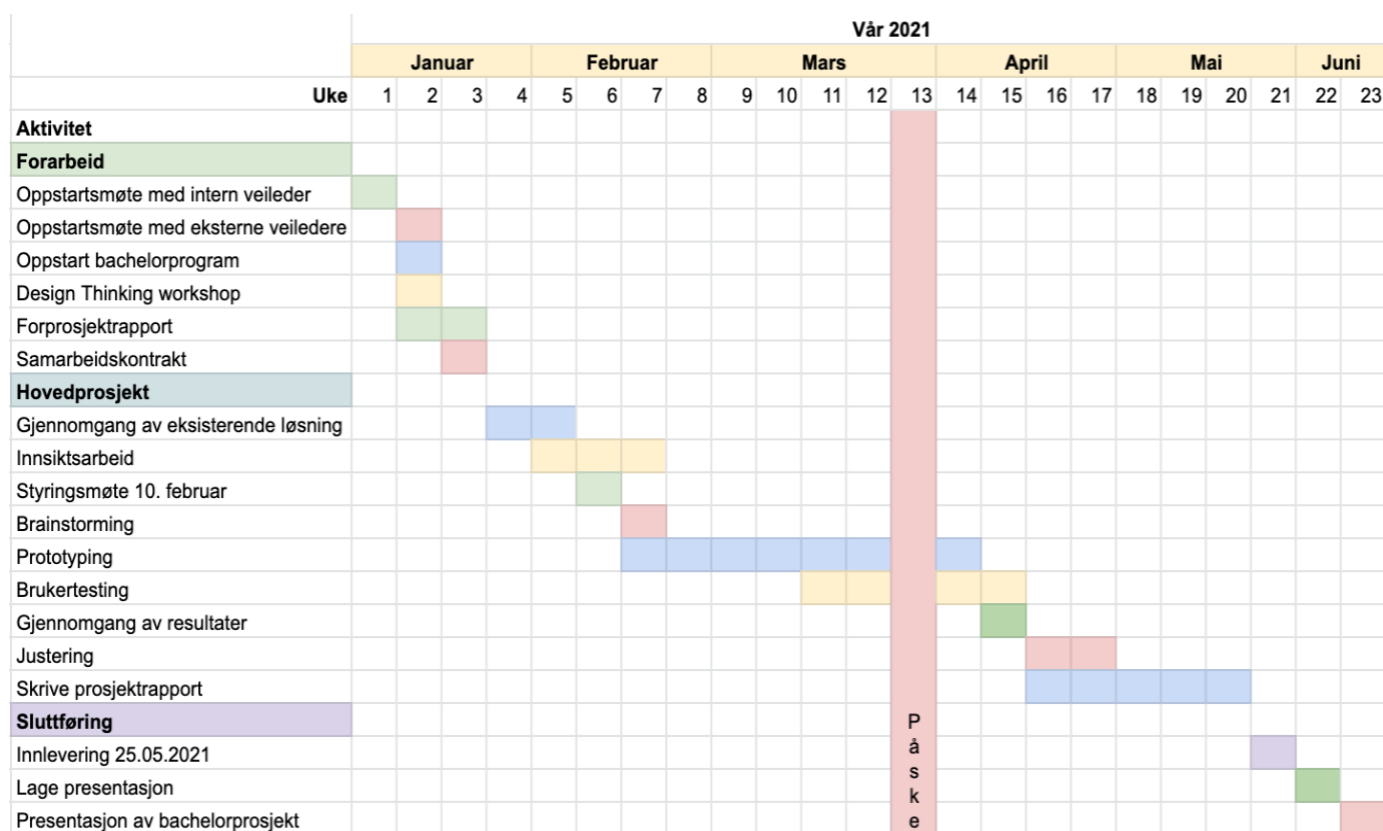 Vår 2021
Januar Februar Mars April Mai Juni
Uke 1 2 3 4 5 6 7 8 9 10 11 12 13 14 15 16 17 18 19 20 21 22 23
Aktivitet
Forarbeid
Oppstartsmøte med intern veileder
Oppstartsmøte med eksterne veiledere
Oppstart bachelorprogram
Design Thinking workshop
Forprosjektrapport
Samarbeidskontrakt
Hovedprosjekt
Gjennomgang av eksisterende løsning
Innsiktsarbeid
Styringsmøte 10. februar
Brainstorming
Prototyping
Brukertesting
Gjennomgang av resultater
Justering
Skrive prosjektrapport
Sluttføring
Innlevering 25.05.2021
Lage presentasjon
Presentasjon av bachelorprosjekt
Påske